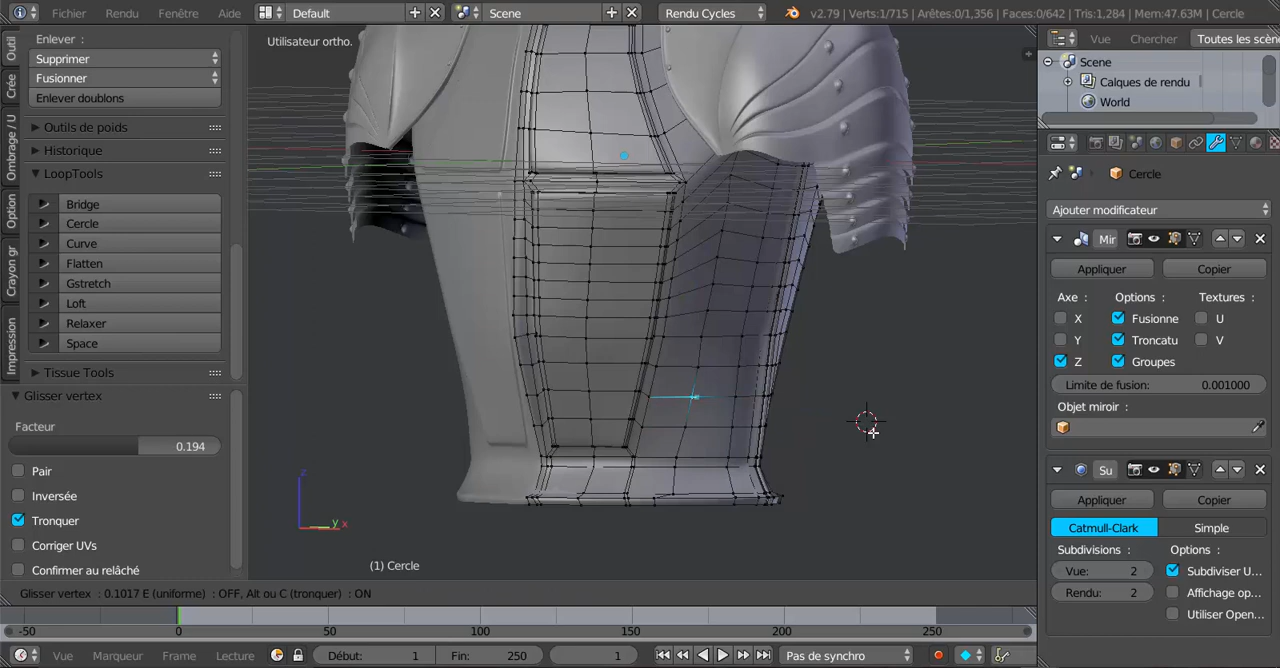 Fichier Rendu Fenêtre Aide Default Scene Rendu Cycles v2.79 | Verts:1/715 | Arêtes:0/1,356 | Faces:0/642 | Tris:1,284 | Mem:47.63M | Cercle
Outil
Crée
Ombrage / U
Option
Crayon gr
Impression
Enlever :
Supprimer
Fusionner
Enlever doublons
Outils de poids
Historique
LoopTools
Bridge
Cercle
Curve
Flatten
Gstretch
Loft
Relaxer
Space
Tissue Tools
Glisser vertex
Facteur
0.194
Pair
Inversée
Tronquer
Corriger UVs
Confirmer au relâché
Utilisateur ortho.
z
y x
(1) Cercle
Glisser vertex : 0.1017 E (uniforme) : OFF, Alt ou C (tronquer) : ON
Vue Chercher Toutes les scèn
Scene
Calques de rendu
World
Cercle
Ajouter modificateur
Mir
Appliquer Copier
Axe : Options : Textures :
X Fusionne U
Y Troncatu V
Z Groupes
Limite de fusion: 0.001000
Objet miroir :
Su
Appliquer Copier
Catmull-Clark Simple
Subdivisions : Options :
Vue: 2 Subdiviser U...
Rendu: 2 Affichage op...
Utiliser Open...
-50 0 50 100 150 200 250
Vue Marqueur Frame Lecture Début: 1 Fin: 250 1 Pas de synchro